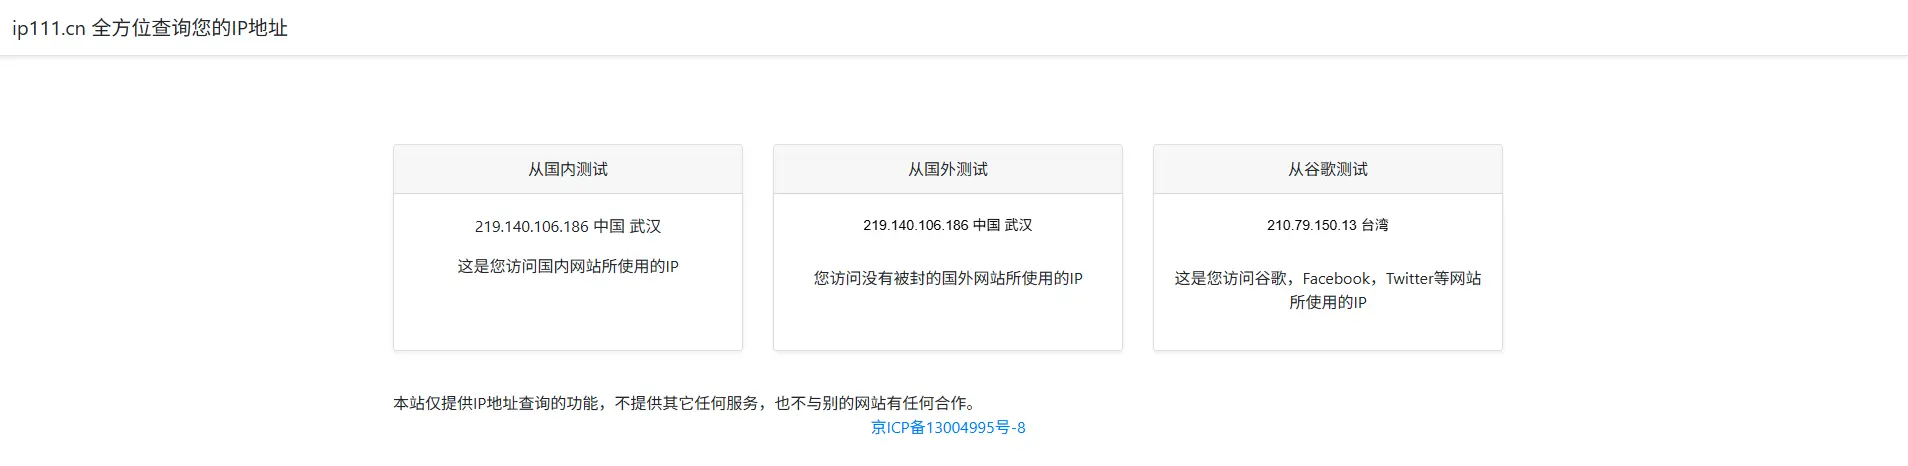 ip111.cn 全方位查询您的IP地址
从国内测试
219.140.106.186 中国 武汉
这是您访问国内网站所使用的IP
从国外测试
219.140.106.186 中国 武汉
您访问没有被封的国外网站所使用的IP
从谷歌测试
210.79.150.13 台湾
这是您访问谷歌，Facebook，Twitter等网站
所使用的IP
本站仅提供IP地址查询的功能，不提供其它任何服务，也不与别的网站有任何合作。
京ICP备13004995号-8